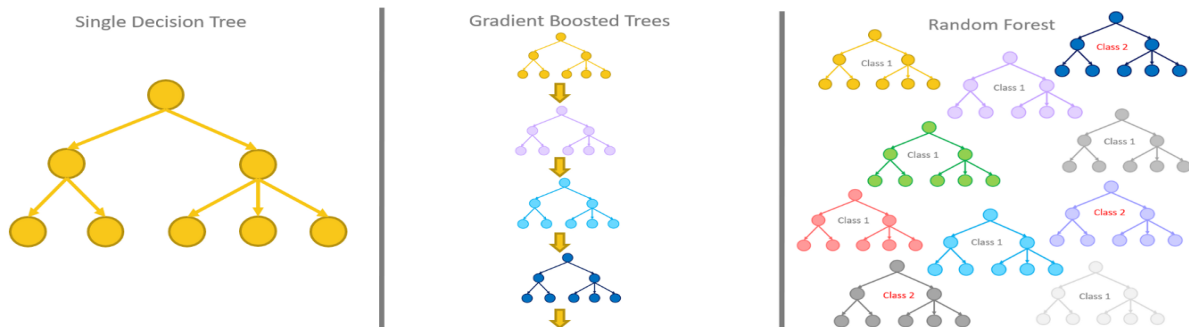 Single Decision Tree
Gradient Boosted Trees
Random Forest
Class 1
Class 2
Class 1
Class 1
Class 1
Class 1
Class 2
Class 1
Class 2
Class 1